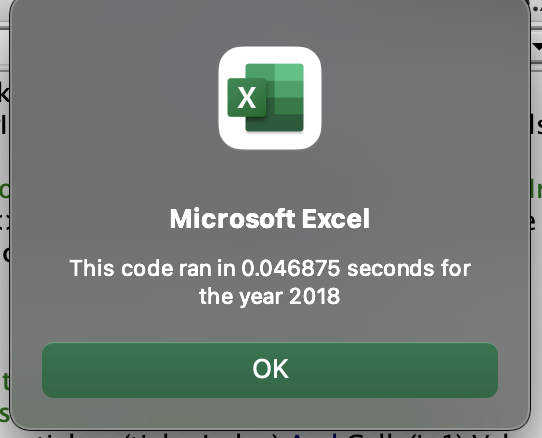 X
Microsoft Excel
This code ran in 0.046875 seconds for
the year 2018
OK